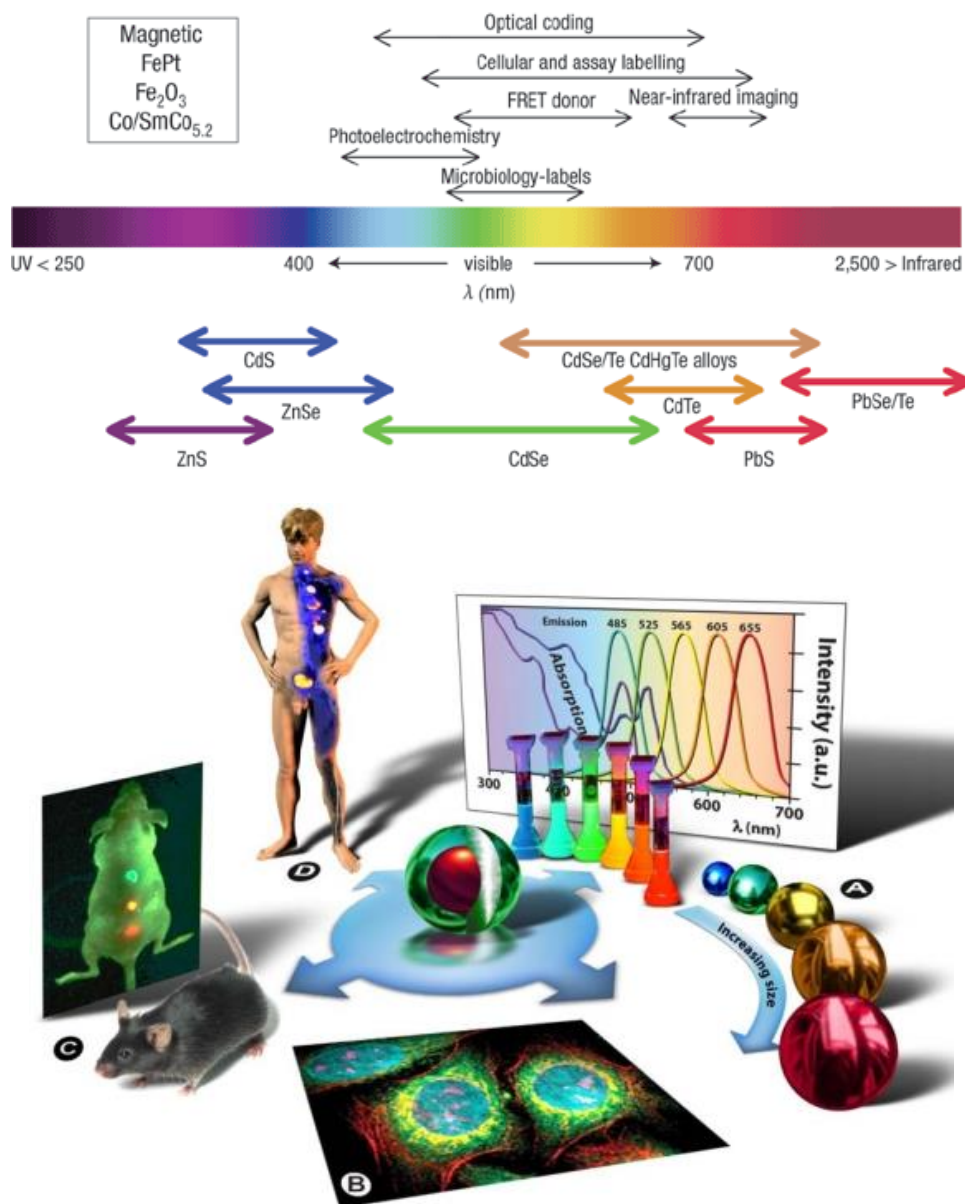 Magnetic
FePt
Fe₂O₃
Co/SmCo₅.₂
Optical coding
Cellular and assay labelling
FRET donor
Near-infrared imaging
Photoelectrochemistry
Microbiology-labels
UV < 250
400
visible
700
2,500 > Infrared
λ (nm)
CdS
CdSe/Te CdHgTe alloys
ZnSe
CdTe
PbSe/Te
ZnS
CdSe
PbS
Emission 485 525 565 605 655
Absorption
Intensity (a.u.)
300
600
700
λ (nm)
D
A
Increasing size
C
B